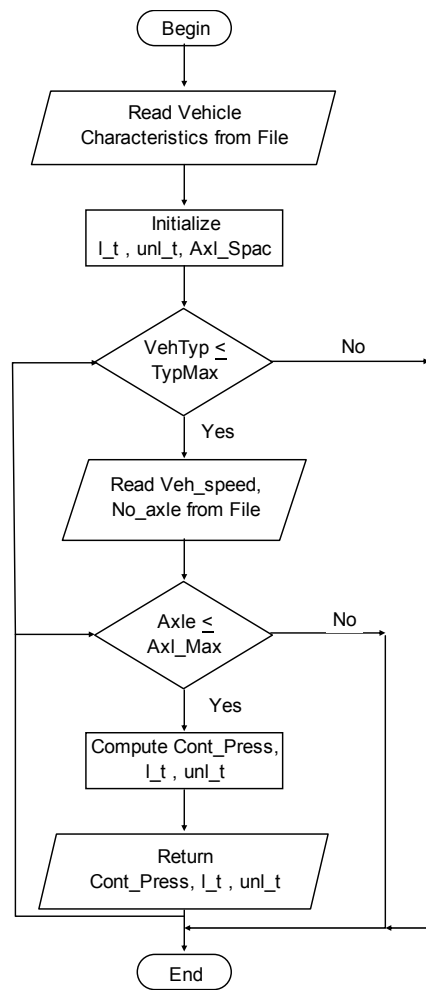 Begin
Read Vehicle
Characteristics from File
Initialize
l_t , unl_t, Axl_Spac
VehTyp ≤
TypMax
No
Yes
Read Veh_speed,
No_axle from File
Axle ≤
Axl_Max
No
Yes
Compute Cont_Press,
l_t , unl_t
Return
Cont_Press, l_t , unl_t
End